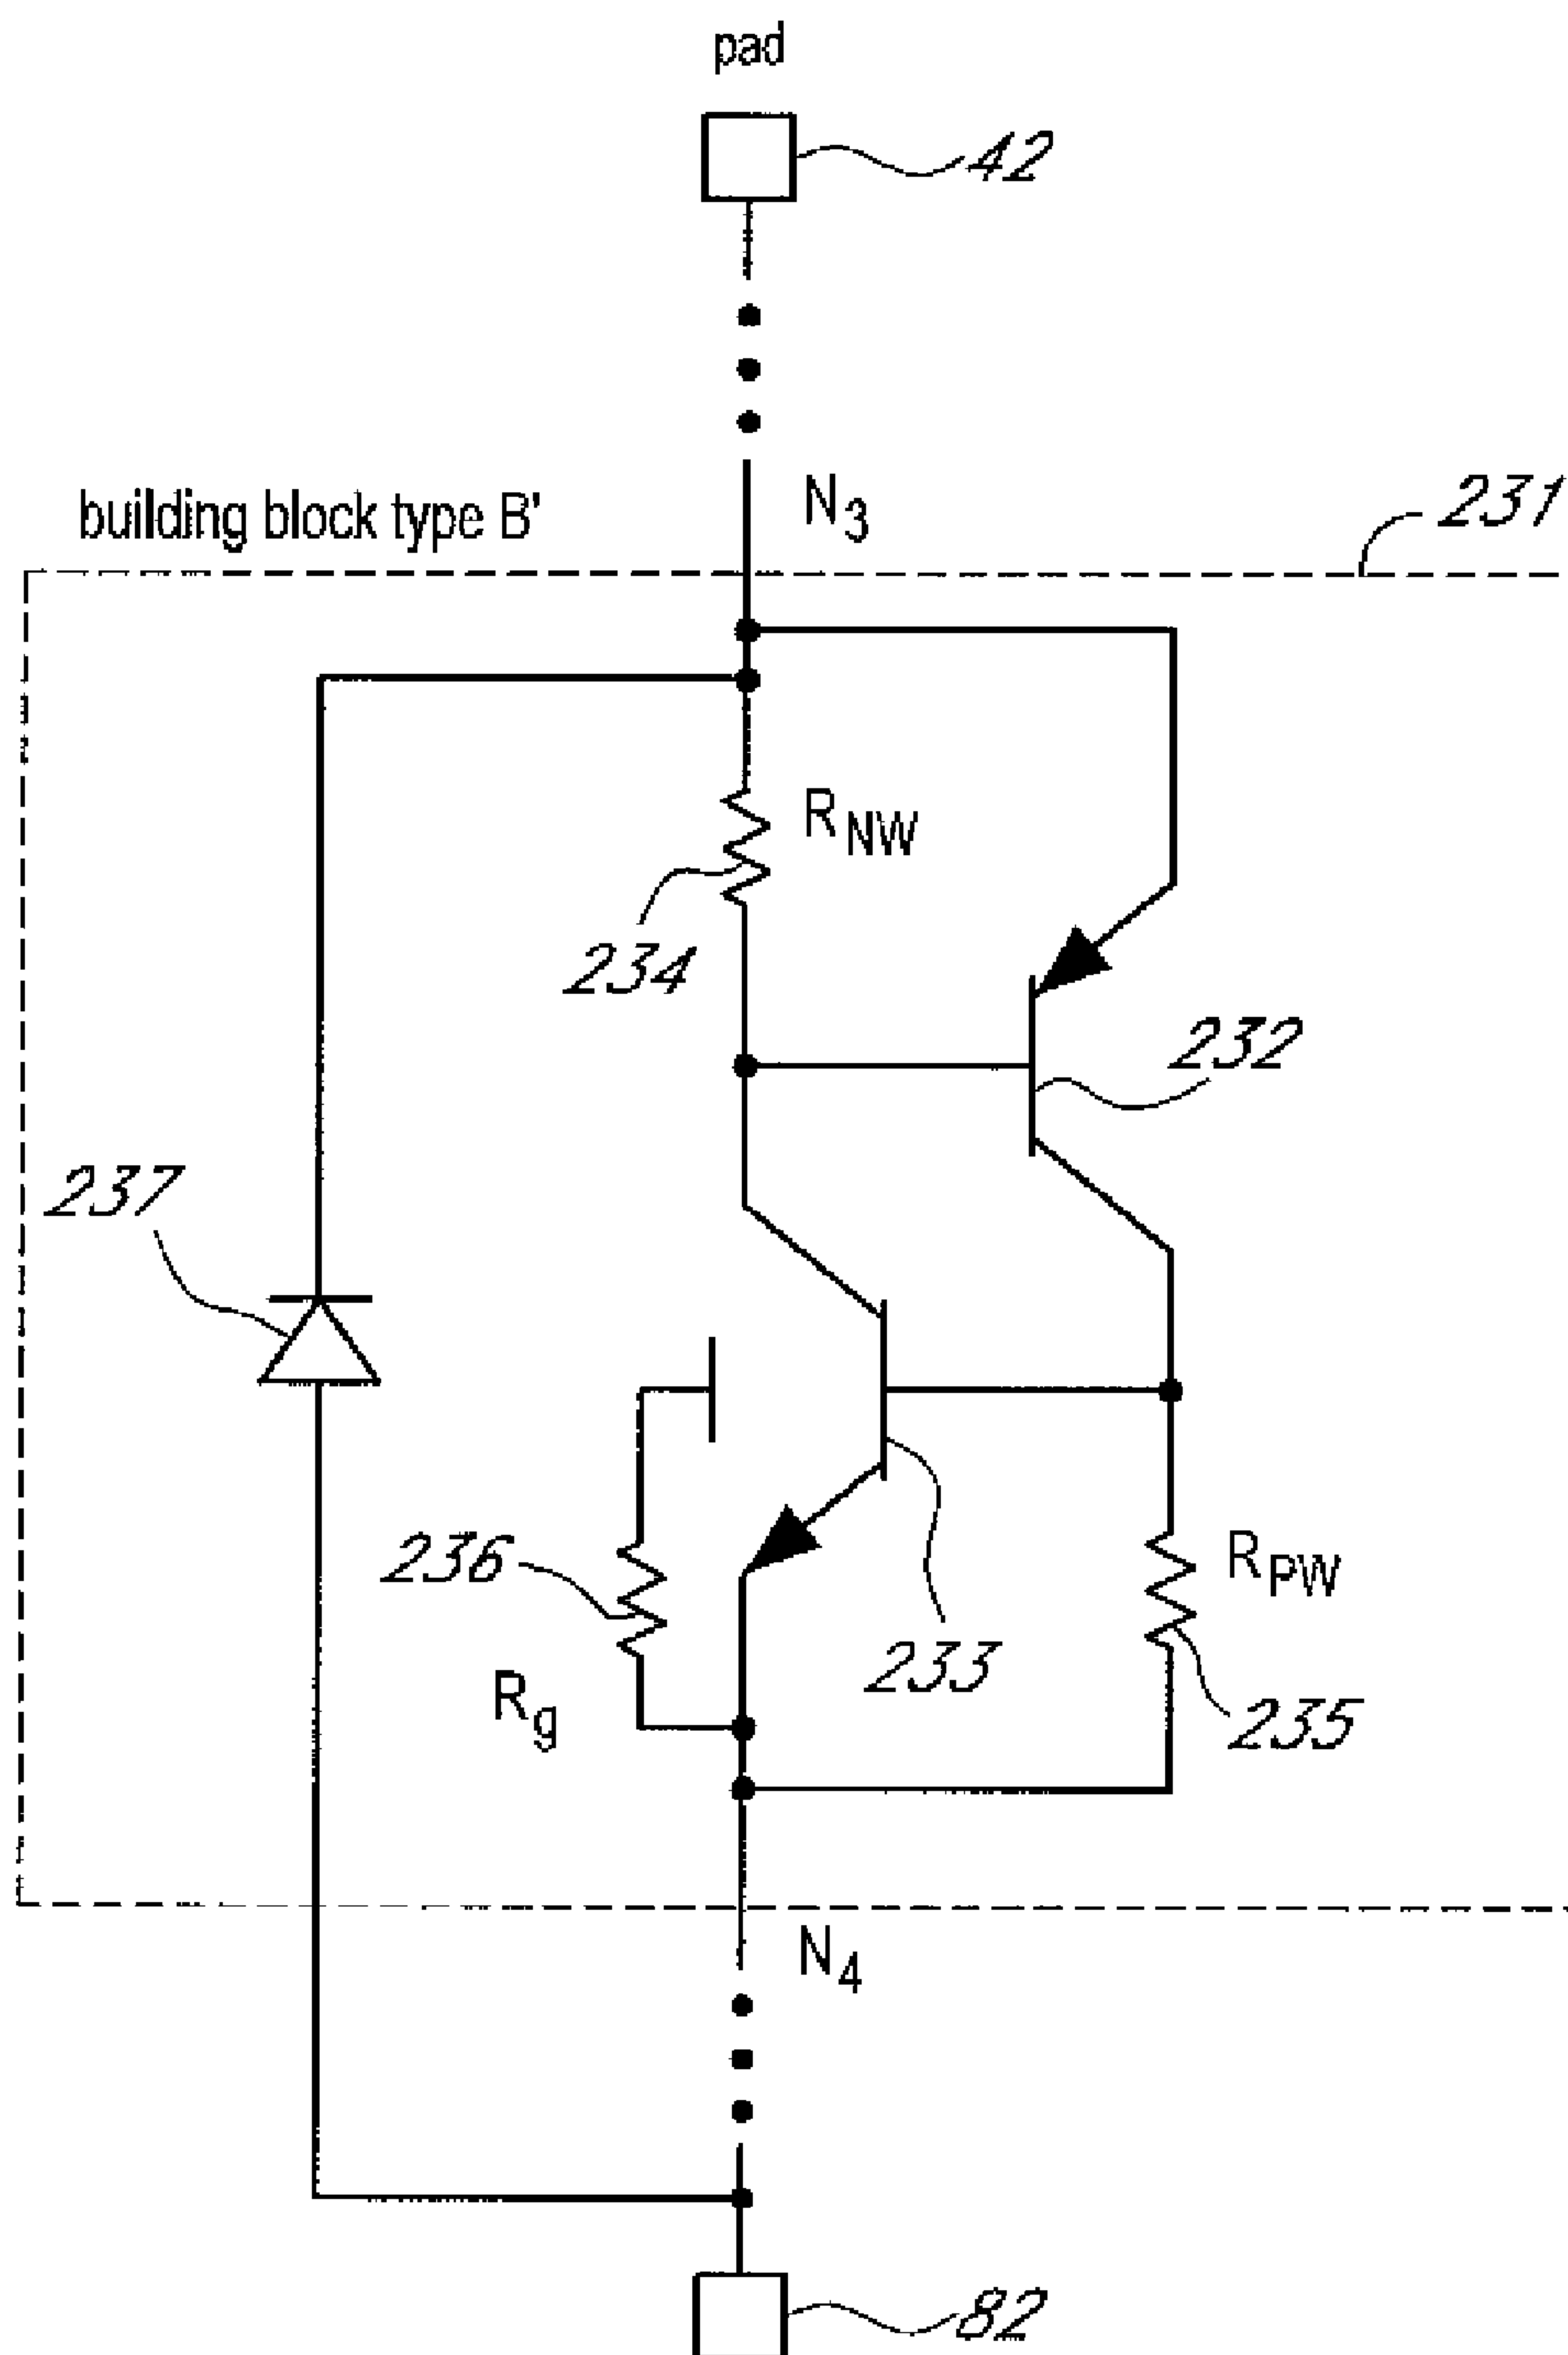 pad
42
building block type B'
N3
231
RNW
234
232
237
236
RPW
233
Rg
235
N4
82